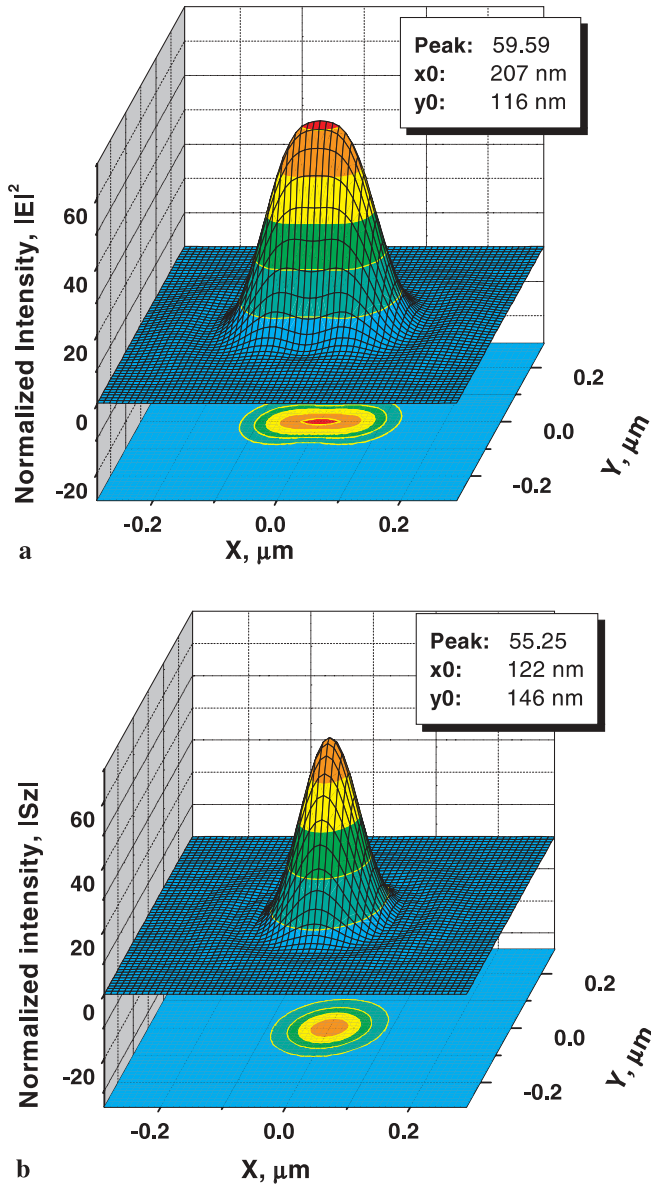 Peak: 59.59
x0: 207 nm
y0: 116 nm
Normalized Intensity, |E|²
60
40
20
0
-20
-0.2
0.0
0.2
X, μm
0.2
0.0
-0.2
Y, μm
a
Peak: 55.25
x0: 122 nm
y0: 146 nm
Normalized intensity, |Sz|
60
40
20
0
-20
-0.2
0.0
0.2
X, μm
0.2
0.0
-0.2
Y, μm
b